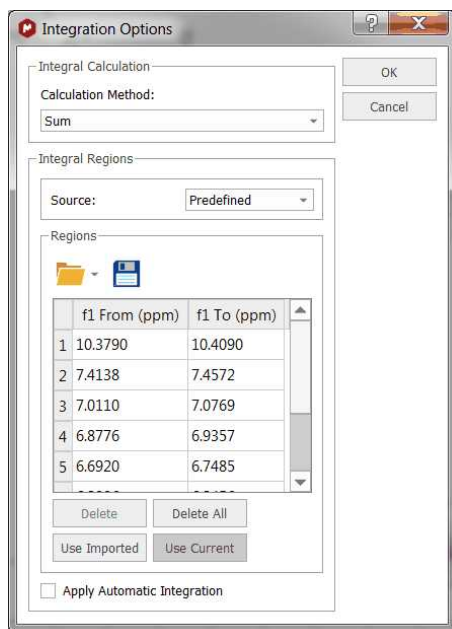 Integration Options
Integral Calculation
OK
Calculation Method:
Cancel
Sum
Integral Regions
Source: Predefined
Regions
f1 From (ppm) f1 To (ppm)
1 10.3790 10.4090
2 7.4138 7.4572
3 7.0110 7.0769
4 6.8776 6.9357
5 6.6920 6.7485
Delete Delete All
Use Imported Use Current
Apply Automatic Integration